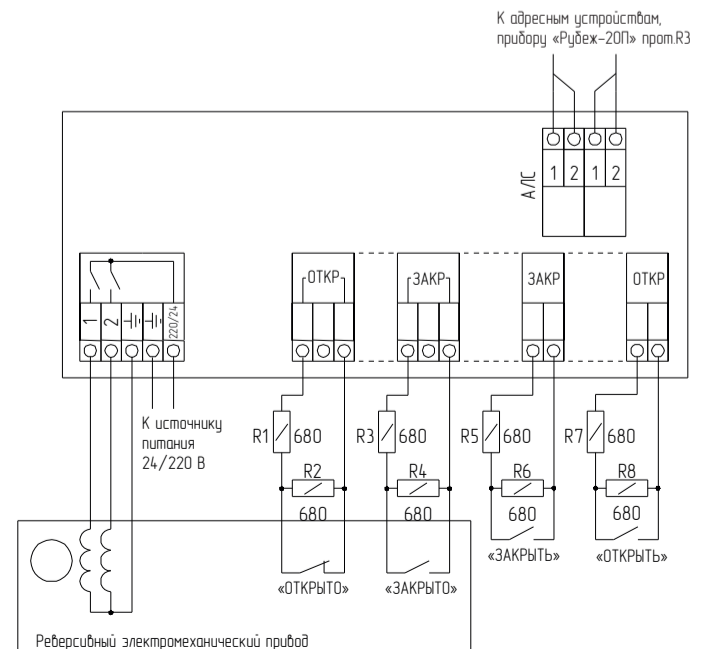 К адресным устройствам,
прибору «Рубеж-20П» прот.R3
А/ЛС
1 2 1 2
ОТКР ЗАКР ЗАКР ОТКР
1 2 220/24
К источнику
питания
24/220 В
R1 680 R3 680 R5 680 R7 680
R2 R4 R6 R8
680 680 680 680
«ОТКРЫТО» «ЗАКРЫТО» «ЗАКРЫТЬ» «ОТКРЫТЬ»
Реверсивный электромеханический привод